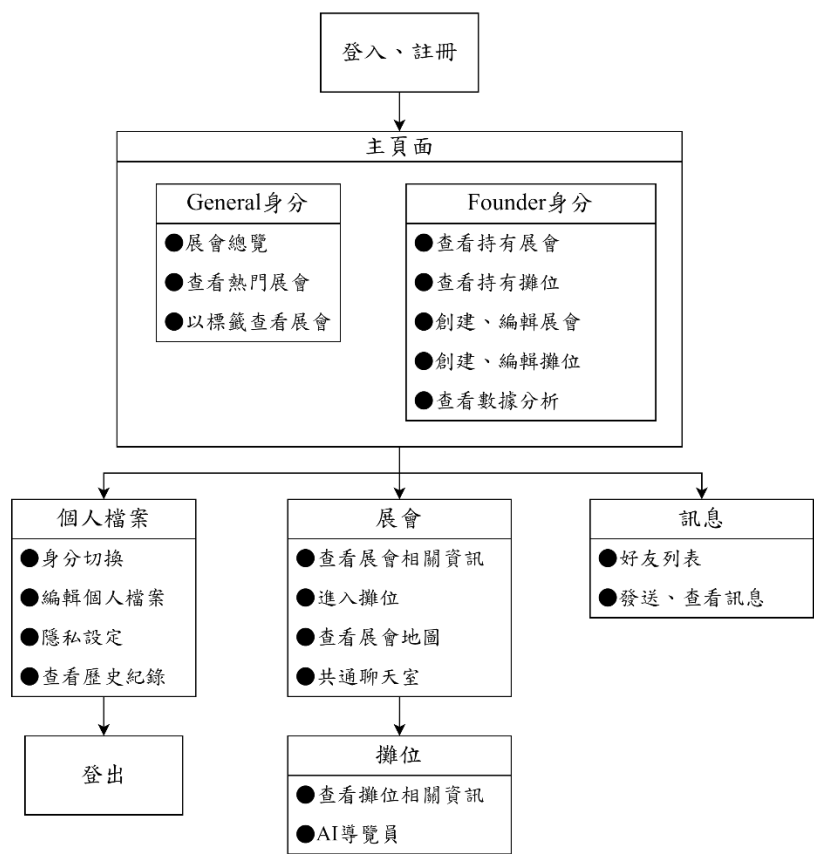 登入、註冊
主頁面
General身分
●展會總覽
●查看熱門展會
●以標籤查看展會
Founder身分
●查看持有展會
●查看持有攤位
●創建、編輯展會
●創建、編輯攤位
●查看數據分析
個人檔案
●身分切換
●編輯個人檔案
●隱私設定
●查看歷史紀錄
登出
展會
●查看展會相關資訊
●進入攤位
●查看展會地圖
●共通聊天室
攤位
●查看攤位相關資訊
●AI導覽員
訊息
●好友列表
●發送、查看訊息